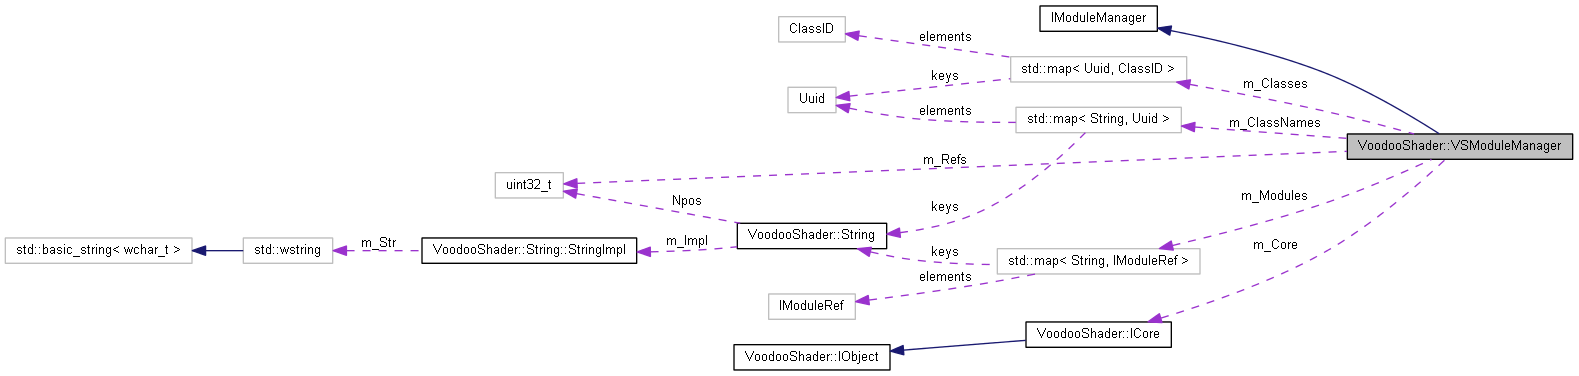 IModuleManager
ClassID
elements
std::map< Uuid, ClassID >
keys
m_Classes
Uuid
elements
std::map< String, Uuid >
m_ClassNames
VoodooShader::VSModuleManager
m_Refs
uint32_t
Npos
keys
m_Modules
VoodooShader::String
m_Impl
m_Str
std::basic_string< wchar_t >
std::wstring
VoodooShader::String::StringImpl
keys
m_Core
std::map< String, IModuleRef >
elements
IModuleRef
VoodooShader::ICore
VoodooShader::IObject